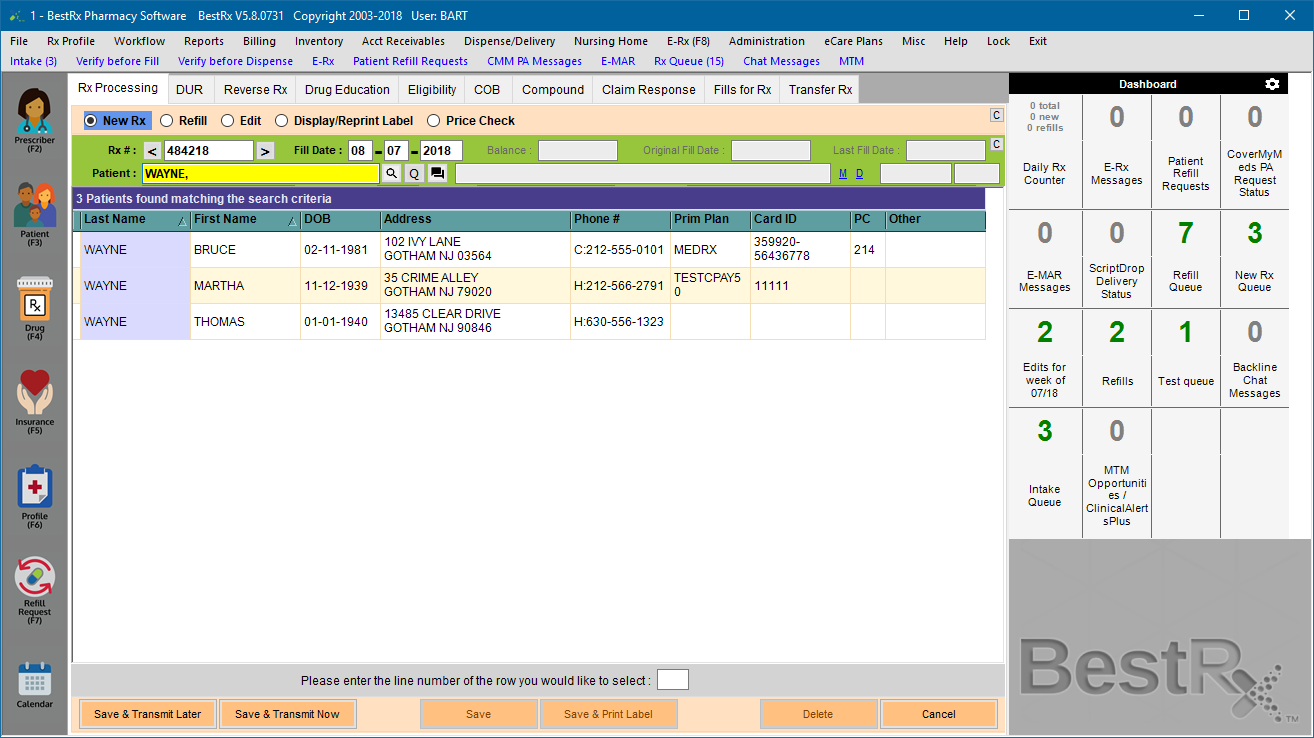 1 - BestRx Pharmacy Software BestRx V5.8.0731 Copyright 2003-2018 User: BART
File Rx Profile Workflow Reports Billing Inventory Acct Receivables Dispense/Delivery Nursing Home E-Rx (F8) Administration eCare Plans Misc Help Lock Exit
Intake (3) Verify before Fill Verify before Dispense E-Rx Patient Refill Requests CMM PA Messages E-MAR Rx Queue (15) Chat Messages MTM
Prescriber
(F2)
Patient
(F3)
Rx
Drug
(F4)
Insurance
(F5)
Profile
(F6)
Refill
Request
(F7)
Calendar
Rx Processing DUR Reverse Rx Drug Education Eligibility COB Compound Claim Response Fills for Rx Transfer Rx
New Rx Refill Edit Display/Reprint Label Price Check C
Rx # : < 484218 > Fill Date : 08 - 07 - 2018 Balance : Original Fill Date : Last Fill Date : C
Patient : WAYNE, Q M D
3 Patients found matching the search criteria
Last Name First Name DOB Address Phone # Prim Plan Card ID PC Other
WAYNE BRUCE 02-11-1981 102 IVY LANE
GOTHAM NJ 03564 C:212-555-0101 MEDRX 359920-
56436778 214
WAYNE MARTHA 11-12-1939 35 CRIME ALLEY
GOTHAM NJ 79020 H:212-566-2791 TESTCPAY5
0 11111
WAYNE THOMAS 01-01-1940 13485 CLEAR DRIVE
GOTHAM NJ 90846 H:630-556-1323
Please enter the line number of the row you would like to select :
Save & Transmit Later Save & Transmit Now Save Save & Print Label Delete Cancel
Dashboard
0 total
0 new
0 refills
Daily Rx
Counter
0
E-Rx
Messages
0
Patient
Refill
Requests
0
CoverMyM
eds PA
Request
Status
0
E-MAR
Messages
0
ScriptDrop
Delivery
Status
7
Refill
Queue
3
New Rx
Queue
2
Edits for
week of
07/18
2
Refills
1
Test queue
0
Backline
Chat
Messages
3
Intake
Queue
0
MTM
Opportuniti
es /
ClinicalAlert
sPlus
BestRx TM